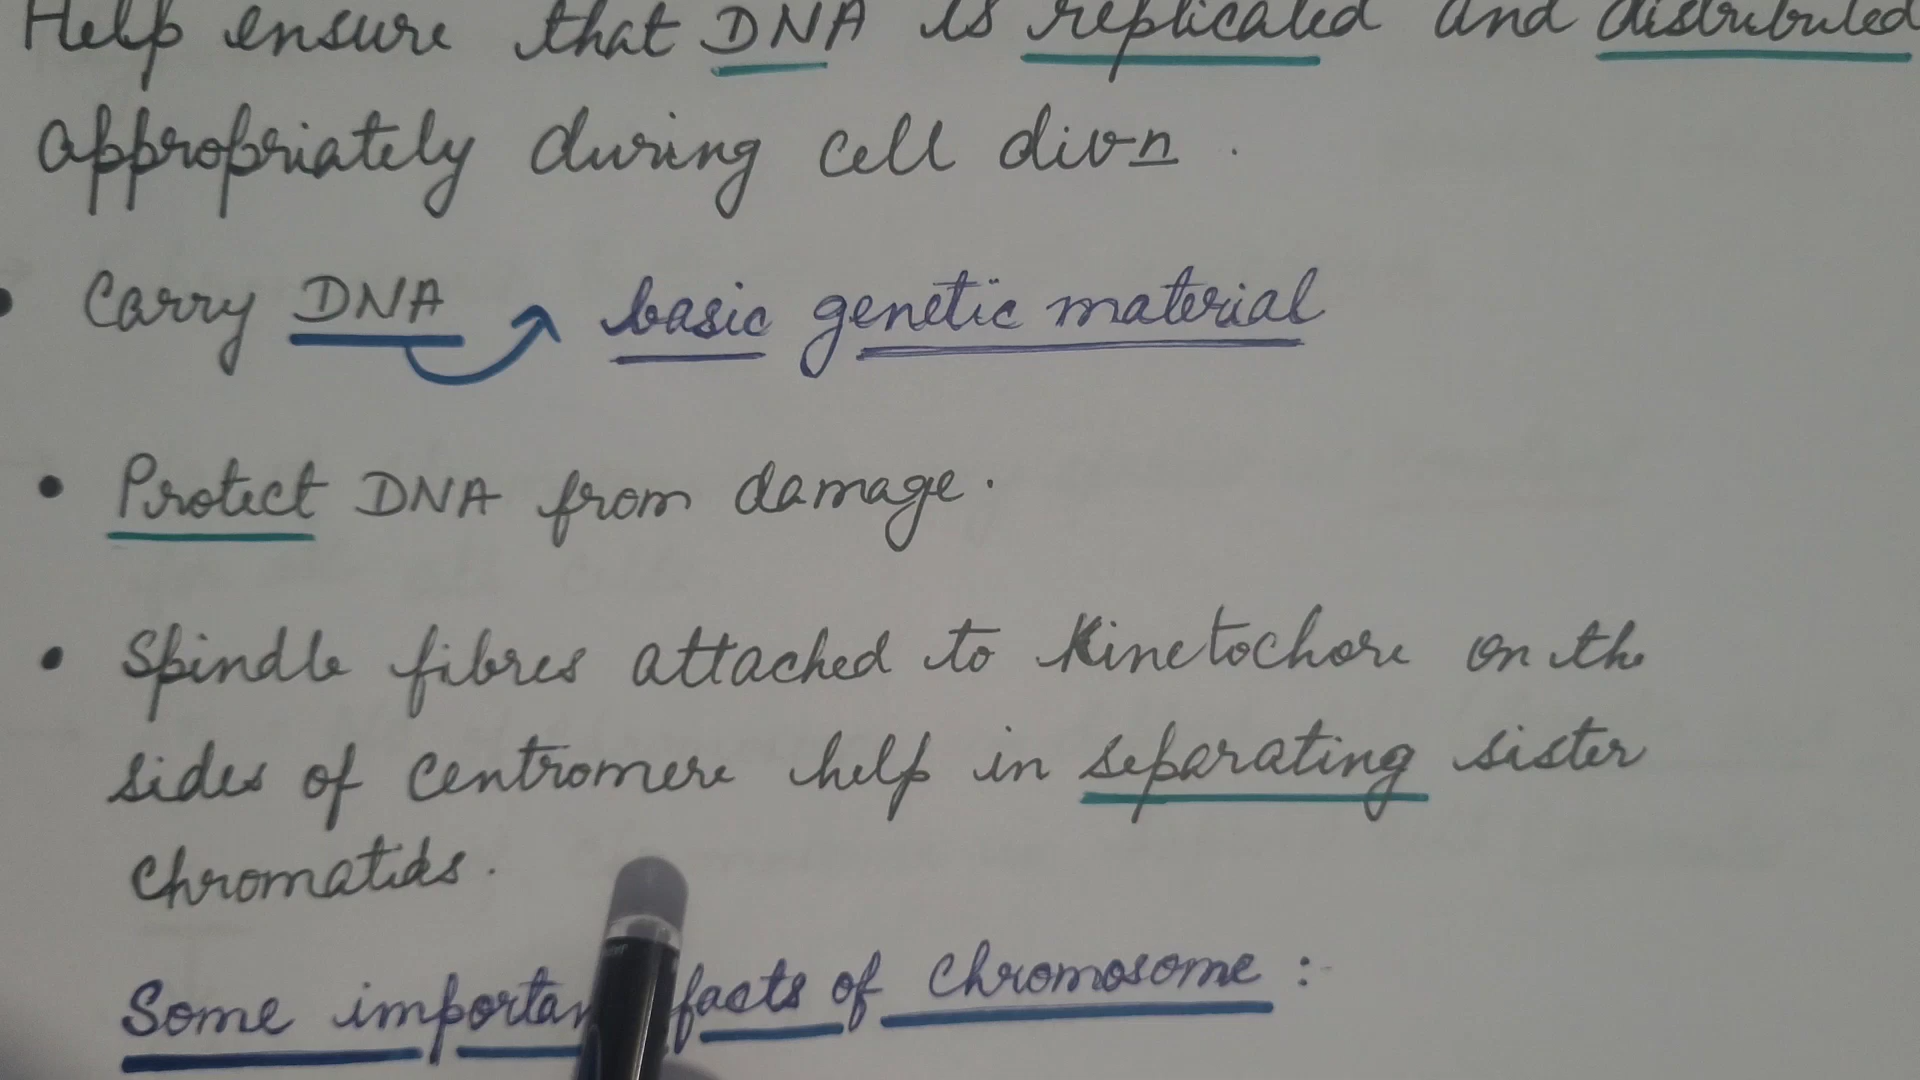 Help ensure that DNA is replicated and distributed
appropriately during cell divn.
• Carry DNA basic genetic material
• Protect DNA from damage.
• Spindle fibres attached to Kinetochore on the
sides of centromere help in separating sister
chromatids.
Some facts of chromosome :-